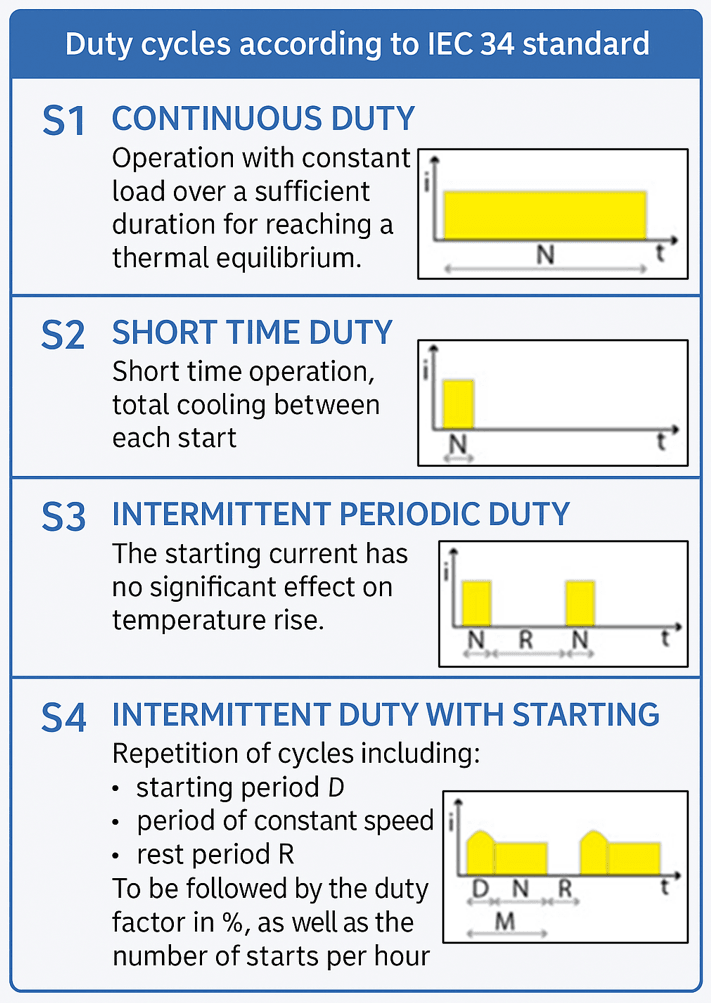 Duty cycles according to IEC 34 standard
S1 CONTINUOUS DUTY
Operation with constant
load over a sufficient
duration for reaching a
thermal equilibrium.
i
N
t
S2 SHORT TIME DUTY
Short time operation,
total cooling between
each start
i
N
t
S3 INTERMITTENT PERIODIC DUTY
The starting current has
no significant effect on
temperature rise.
i
N R N
t
S4 INTERMITTENT DUTY WITH STARTING
Repetition of cycles including:
• starting period D
• period of constant speed
• rest period R
To be followed by the duty
factor in %, as well as the
number of starts per hour
i
D N R
t
M